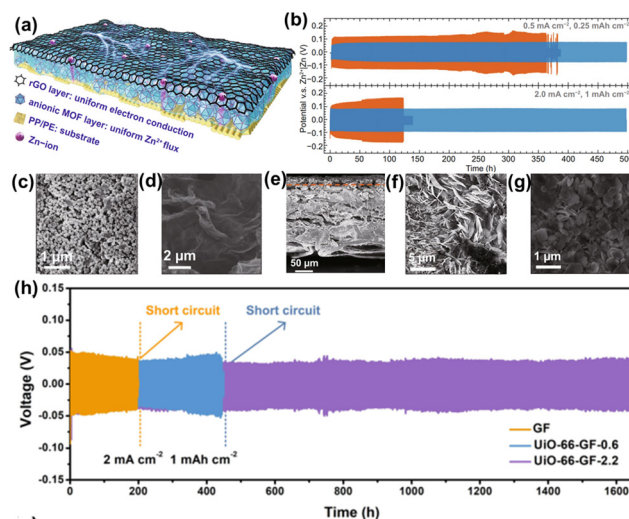 (a)
rGO layer: uniform electron conduction
anionic MOF layer: uniform Zn²⁺ flux
PP/PE: substrate
Zn-ion
(b)
Potential v.s. Zn²⁺|Zn (V)
0.2
0.1
0.0
-0.1
-0.2
0.5 mA cm⁻², 0.25 mAh cm⁻²
0.2
0.1
0.0
-0.1
2.0 mA cm⁻², 1 mAh cm⁻²
0 50 100 150 200 250 300 350 400 450
Time (h)
(c)
1 µm
(d)
2 µm
(e)
50 µm
(f)
5 µm
(g)
1 µm
(h)
Voltage (V)
0.15
0.10
0.05
0.00
-0.05
-0.10
-0.15
Short circuit
Short circuit
2 mA cm⁻² 1 mAh cm⁻²
GF
UiO-66-GF-0.6
UiO-66-GF-2.2
0 200 400 600 800 1000 1200 1400 1600
Time (h)